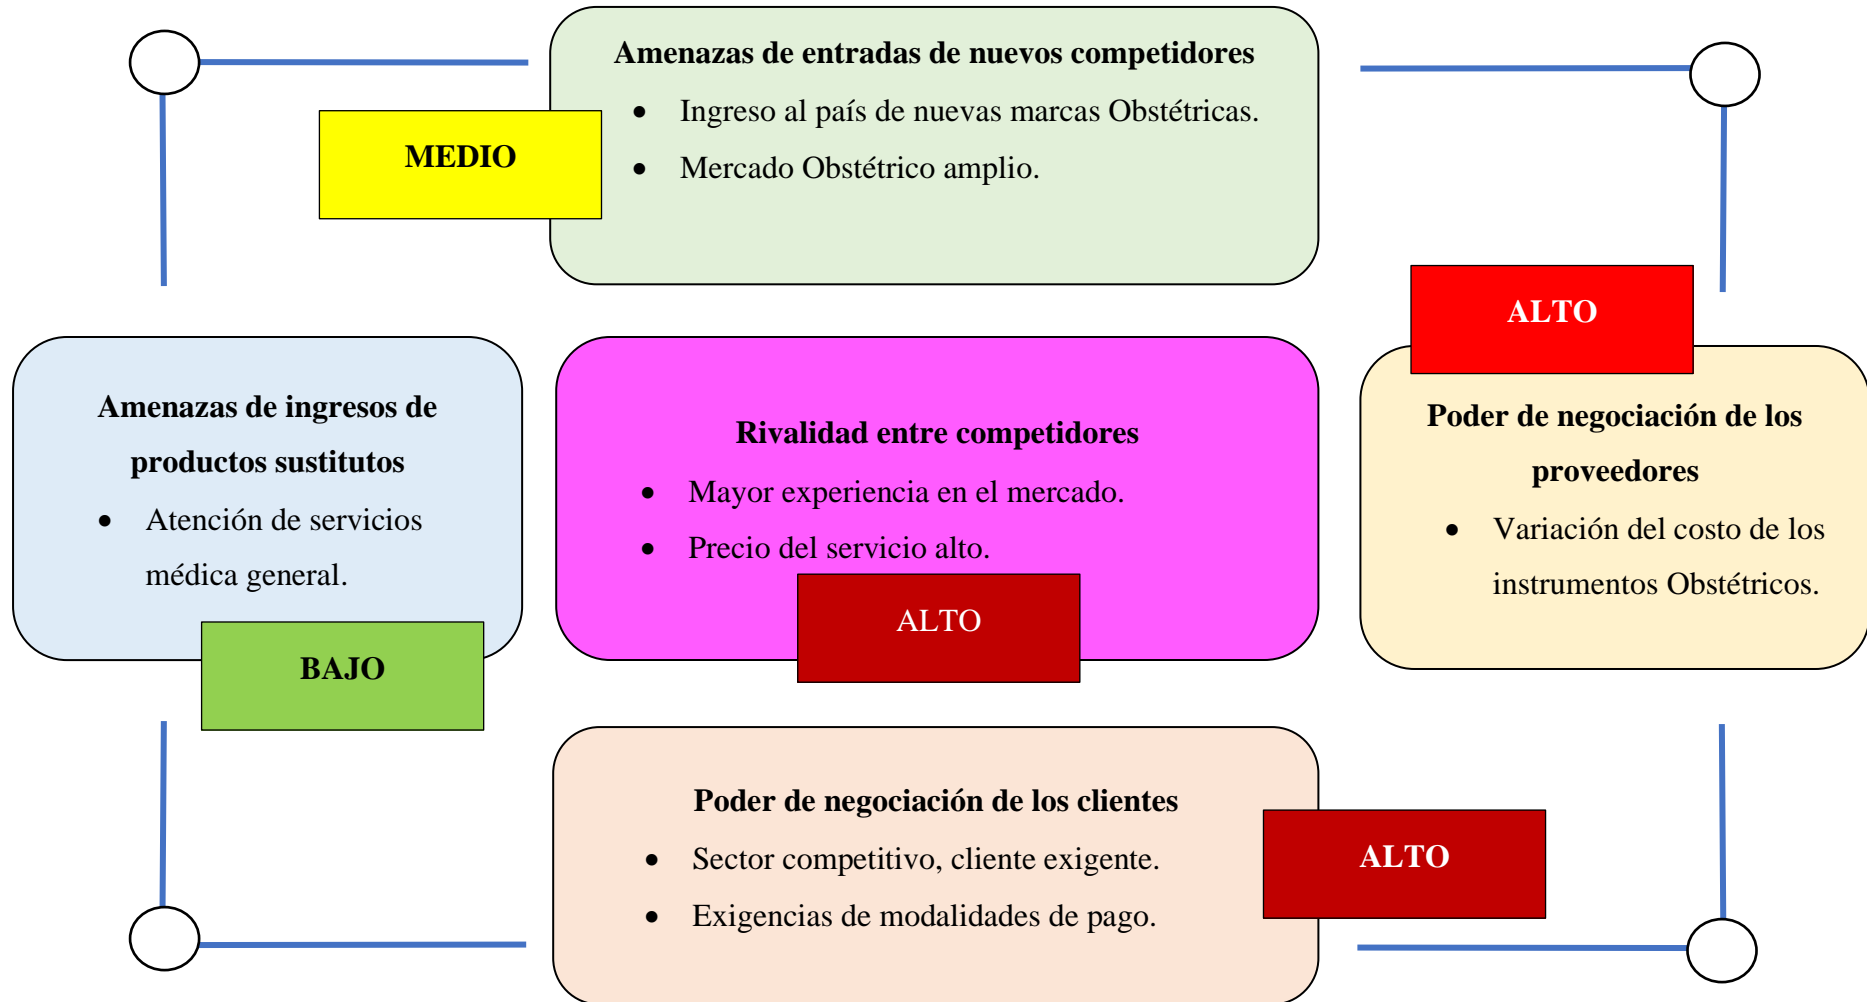 Amenazas de entradas de nuevos competidores
• Ingreso al país de nuevas marcas Obstétricas.
• Mercado Obstétrico amplio.
MEDIO
ALTO
Amenazas de ingresos de
productos sustitutos
• Atención de servicios
médica general.
BAJO
Rivalidad entre competidores
• Mayor experiencia en el mercado.
• Precio del servicio alto.
ALTO
Poder de negociación de los
proveedores
• Variación del costo de los
instrumentos Obstétricos.
Poder de negociación de los clientes
• Sector competitivo, cliente exigente.
• Exigencias de modalidades de pago.
ALTO